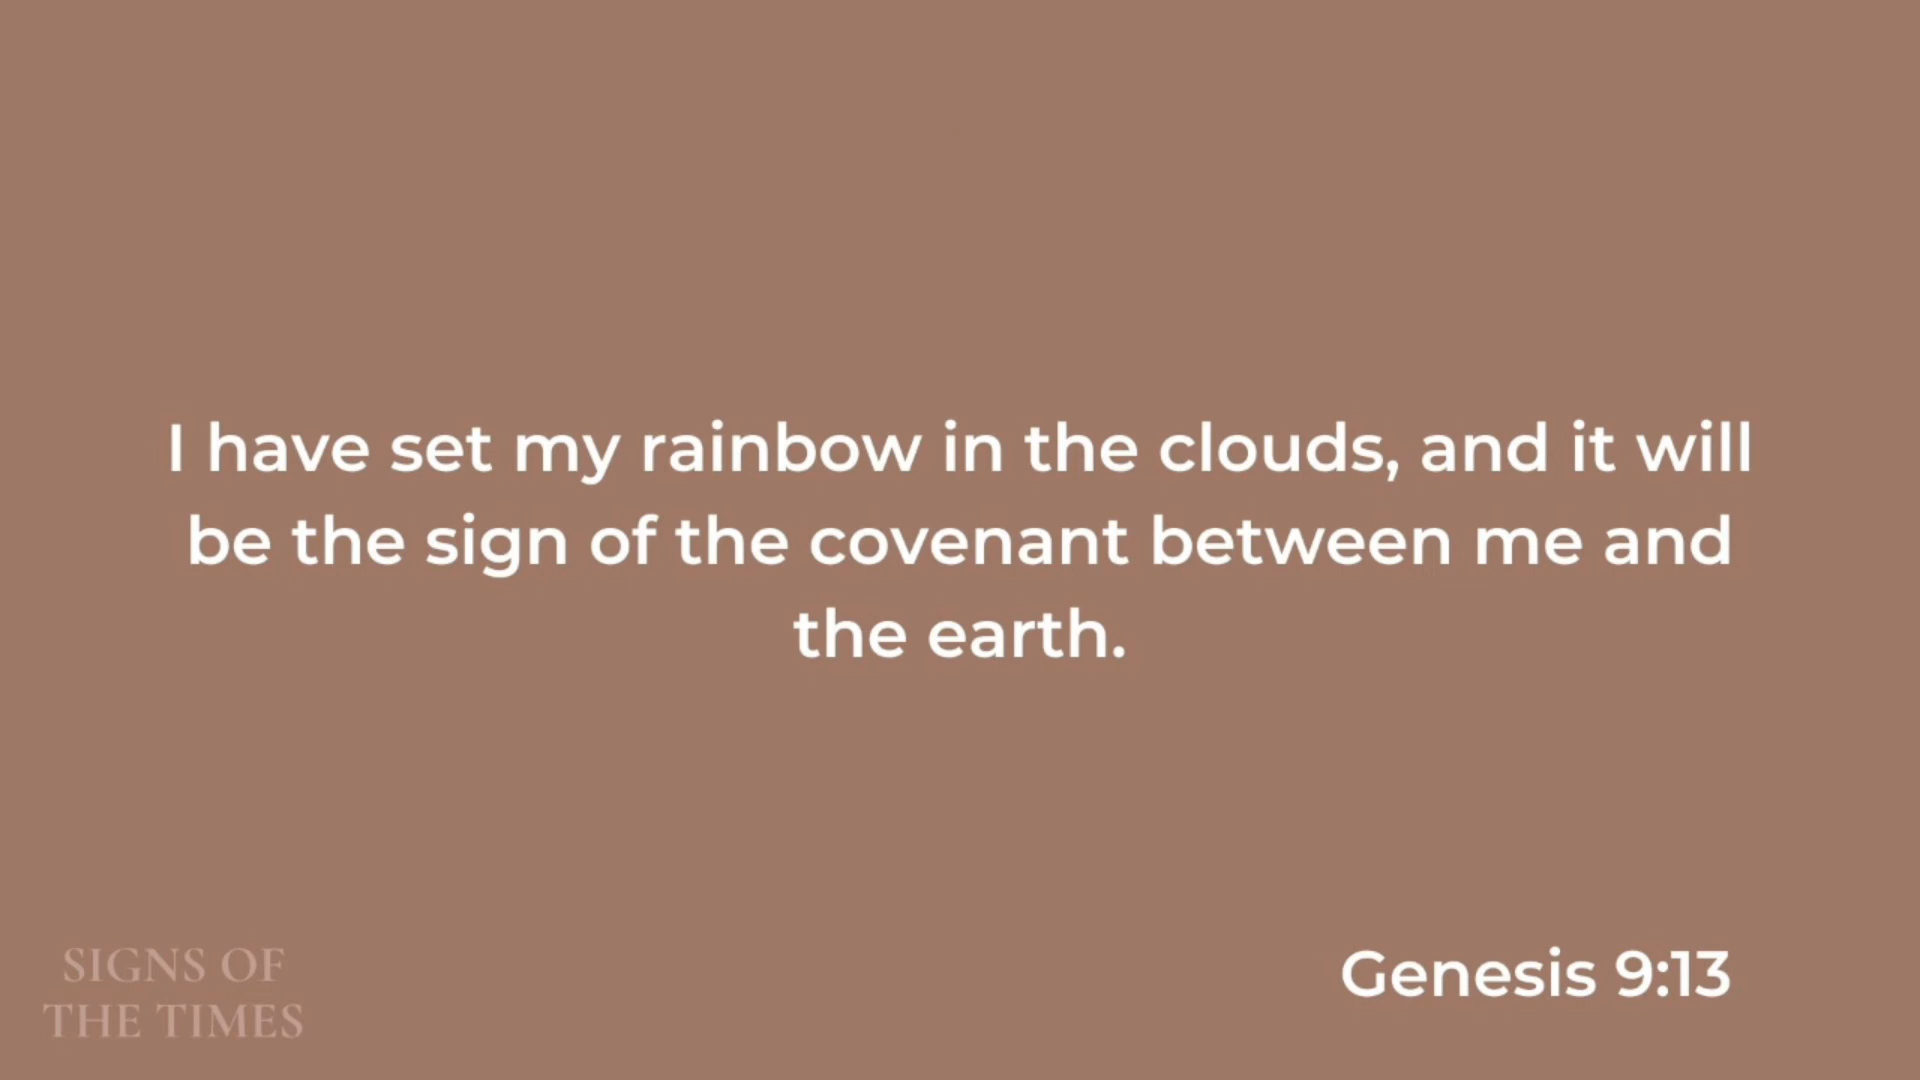 I have set my rainbow in the clouds, and it will
be the sign of the covenant between me and
the earth.
Genesis 9:13
SIGNS OF
THE TIMES